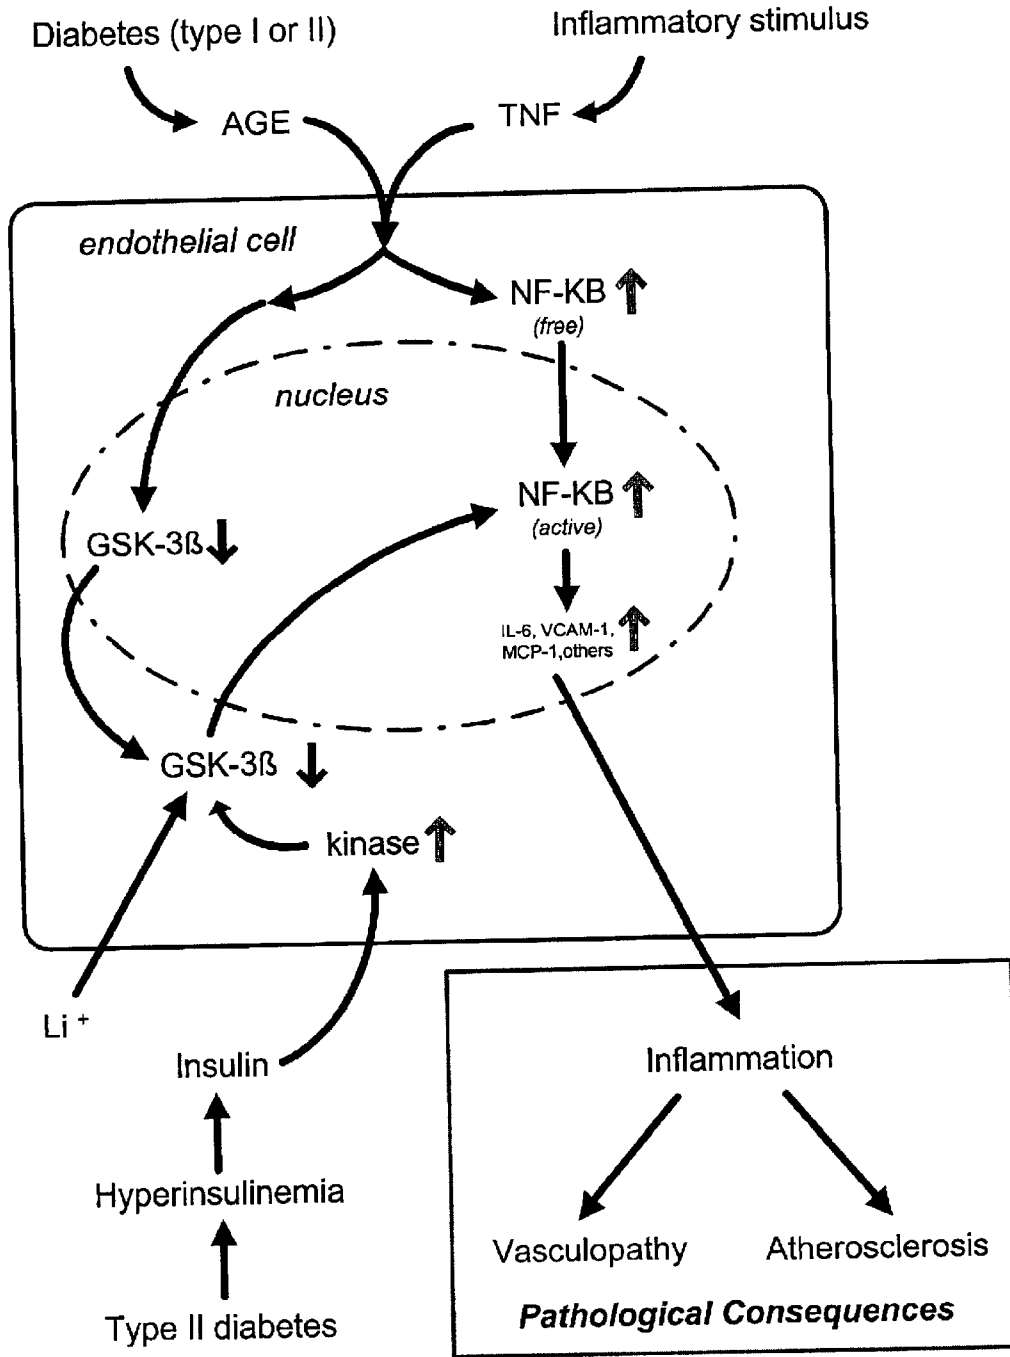 Diabetes (type I or II)
Inflammatory stimulus
AGE
TNF
endothelial cell
NF-KB
(free)
nucleus
NF-KB
(active)
GSK-3ß
IL-6, VCAM-1,
MCP-1,others
GSK-3ß
kinase
Li +
Insulin
Inflammation
Hyperinsulinemia
Vasculopathy
Atherosclerosis
Pathological Consequences
Type II diabetes